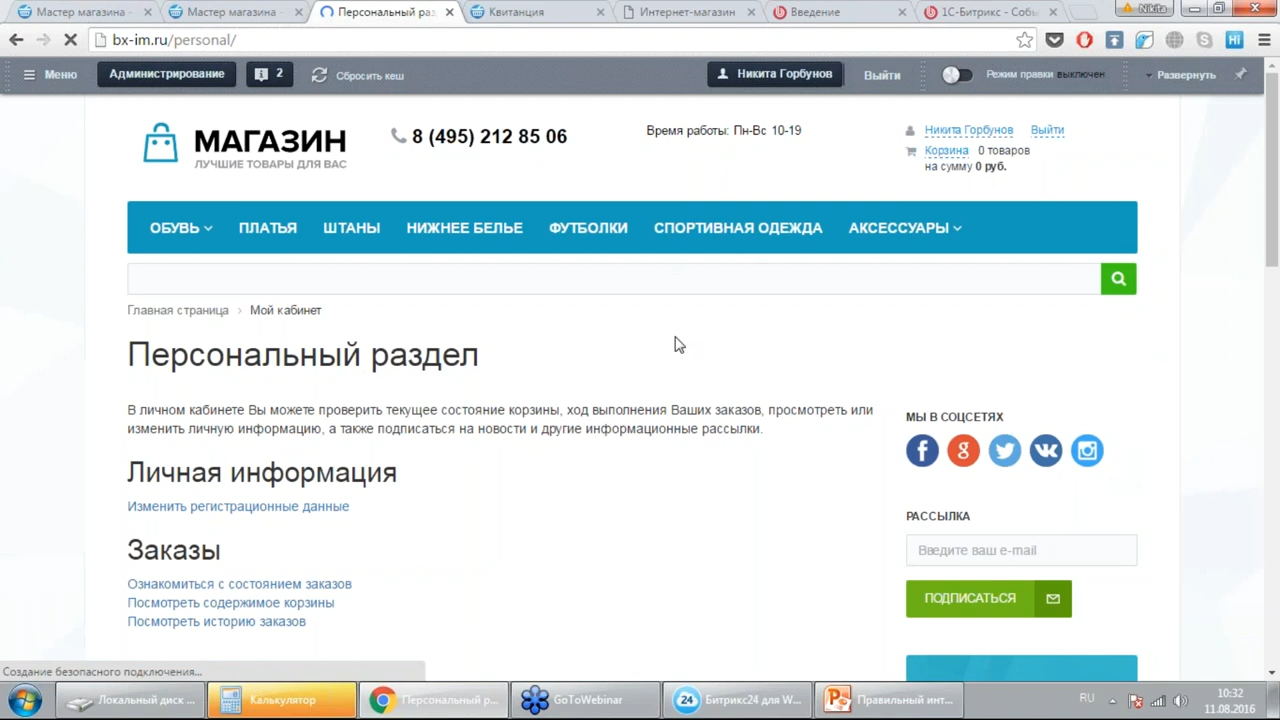 Мастер магазина -
Мастер магазина -
Персональный раз
Квитанция
Интернет-магазин
Введение
1С-Битрикс - Собы
Nikita
bx-im.ru/personal/
Меню
Администрирование
2
Сбросить кеш
Никита Горбунов
Выйти
Режим правки выключен
Развернуть
МАГАЗИН
ЛУЧШИЕ ТОВАРЫ ДЛЯ ВАС
8 (495) 212 85 06
Время работы: Пн-Вс 10-19
Никита Горбунов Выйти
Корзина 0 товаров
на сумму 0 руб.
ОБУВЬ ПЛАТЬЯ ШТАНЫ НИЖНЕЕ БЕЛЬЕ ФУТБОЛКИ СПОРТИВНАЯ ОДЕЖДА АКСЕССУАРЫ
Главная страница › Мой кабинет
Персональный раздел
В личном кабинете Вы можете проверить текущее состояние корзины, ход выполнения Ваших заказов, просмотреть или
изменить личную информацию, а также подписаться на новости и другие информационные рассылки.
Личная информация
Изменить регистрационные данные
Заказы
Ознакомиться с состоянием заказов
Посмотреть содержимое корзины
Посмотреть историю заказов
МЫ В СОЦСЕТЯХ
РАССЫЛКА
Введите ваш e-mail
ПОДПИСАТЬСЯ
Создание безопасного подключения...
Локальный диск ...
Калькулятор
Персональный р...
GoToWebinar
24
Битрикс24 для W...
Правильный инт...
RU
10:32
11.08.2016